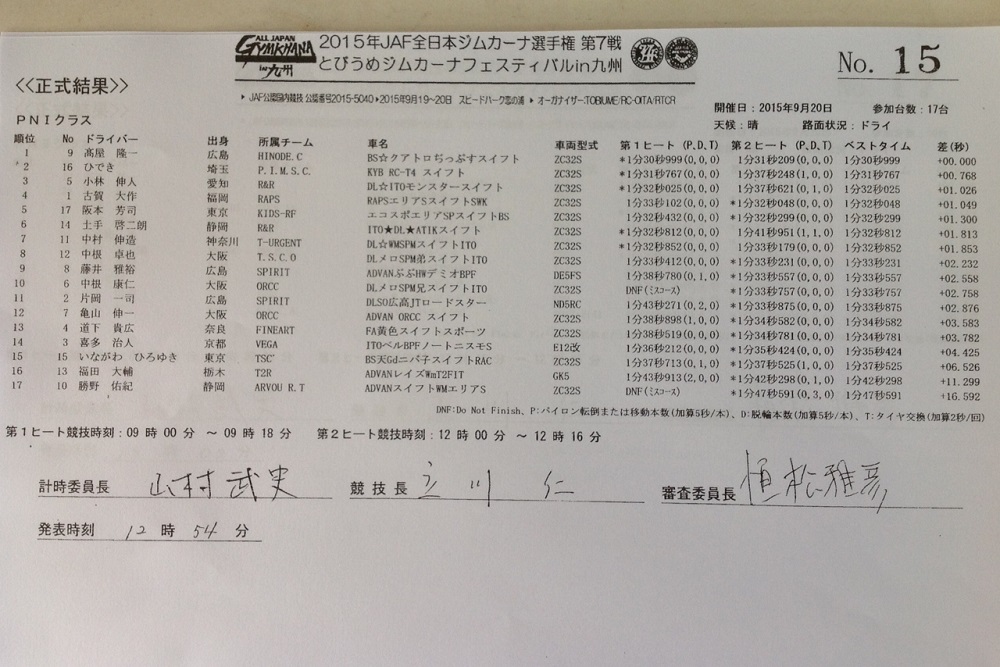 ALL JAPAN
GYMKHANA
in 九州
2015年JAF全日本ジムカーナ選手権 第7戦
とびうめジムカーナフェスティバルin九州
No. 15
<<正式結果>>
▶ JAF公認国内競技 公認番号2015-5040 ▶ 2015年9月19~20日 スピードパーク恋の浦 ▶ オーガナイザー:TOBIUME/RC-OITA/RTCR
開催日:2015年9月20日 参加台数:17台
PN1クラス 天候:晴 路面状況:ドライ
順位 No ドライバー 出身 所属チーム 車名 車両型式 第1ヒート (P,D,T) 第2ヒート (P,D,T) ベストタイム 差(秒)
1 9 髙屋 隆一 広島 HINODE.C BS☆クアトロぢっぷすスイフト ZC32S *1分30秒999(0,0,0) 1分31秒209(0,0,0) 1分30秒999 +00.000
2 16 ひでき 埼玉 P.I.M.S.C. KYB RC-T4 スイフト ZC32S *1分31秒767(0,0,0) 1分37秒248(1,0,0) 1分31秒767 +00.768
3 5 小林 伸人 愛知 R&R DL☆ITOモンスタースイフト ZC32S *1分32秒025(0,0,0) 1分37秒621(0,1,0) 1分32秒025 +01.026
4 1 古賀 大作 福岡 RAPS RAPSエリアSスイフトSWK ZC32S 1分33秒102(0,0,0) *1分32秒048(0,0,0) 1分32秒048 +01.049
5 17 阪本 芳司 東京 KIDS-RF エコスポエリアSPスイフトBS ZC32S 1分32秒432(0,0,0) *1分32秒299(0,0,0) 1分32秒299 +01.300
6 14 土手 啓二朗 静岡 R&R ITO★DL★ATIKスイフト ZC32S *1分32秒812(0,0,0) 1分41秒951(1,1,0) 1分32秒812 +01.813
7 11 中村 伸造 神奈川 T-URGENT DL☆WMSPMスイフトITO ZC32S *1分32秒852(0,0,0) 1分33秒179(0,0,0) 1分32秒852 +01.853
8 12 中根 卓也 大阪 T.S.C.O DLメロSPM弟スイフトITO ZC32S 1分33秒412(0,0,0) *1分33秒231(0,0,0) 1分33秒231 +02.232
9 8 藤井 雅裕 広島 SPIRIT ADVANぶぶHWデミオBPF DE5FS 1分38秒780(0,1,0) *1分33秒557(0,0,0) 1分33秒557 +02.558
10 6 中根 康仁 大阪 ORCC DLメロSPM兄スイフトITO ZC32S DNF(ミスコース) *1分33秒757(0,0,0) 1分33秒757 +02.758
11 2 片岡 一司 広島 SPIRIT DLSO広高JTロードスター ND5RC 1分43秒271(0,2,0) *1分33秒875(0,0,0) 1分33秒875 +02.876
12 7 亀山 伸一 大阪 ORCC ADVAN ORCC スイフト ZC32S 1分38秒898(1,0,0) *1分34秒582(0,0,0) 1分34秒582 +03.583
13 4 道下 貴広 奈良 FINEART FA黄色スイフトスポーツ ZC32S 1分38秒519(0,0,0) *1分34秒781(0,0,0) 1分34秒781 +03.782
14 3 喜多 治人 京都 VEGA ITOベルBPFノートニスモS E12改 1分36秒212(0,0,0) *1分35秒424(0,0,0) 1分35秒424 +04.425
15 15 いながわ ひろゆき 東京 TSC' BS天GdニパチスイフトRAC ZC32S 1分37秒713(0,1,0) *1分37秒525(1,0,0) 1分37秒525 +06.526
16 13 福田 大輔 栃木 T2R ADVANレイズWmT2FIT GK5 1分43秒913(2,0,0) *1分42秒298(0,1,0) 1分42秒298 +11.299
17 10 勝野 佑紀 静岡 ARVOU R.T ADVANスイフトWMエリアS ZC32S DNF(ミスコース) *1分47秒591(0,3,0) 1分47秒591 +16.592
DNF:Do Not Finish、P:パイロン転倒または移動本数(加算5秒/本)、D:脱輪本数(加算5秒/本)、T:タイヤ交換(加算2秒/回)
第1ヒート競技時刻:09時00分 ~09時18分 第2ヒート競技時刻:12時00分 ~12時16分
計時委員長 山村武史 競技長 立川 仁 審査委員長 恒松雅彦
発表時刻 12 時 54 分